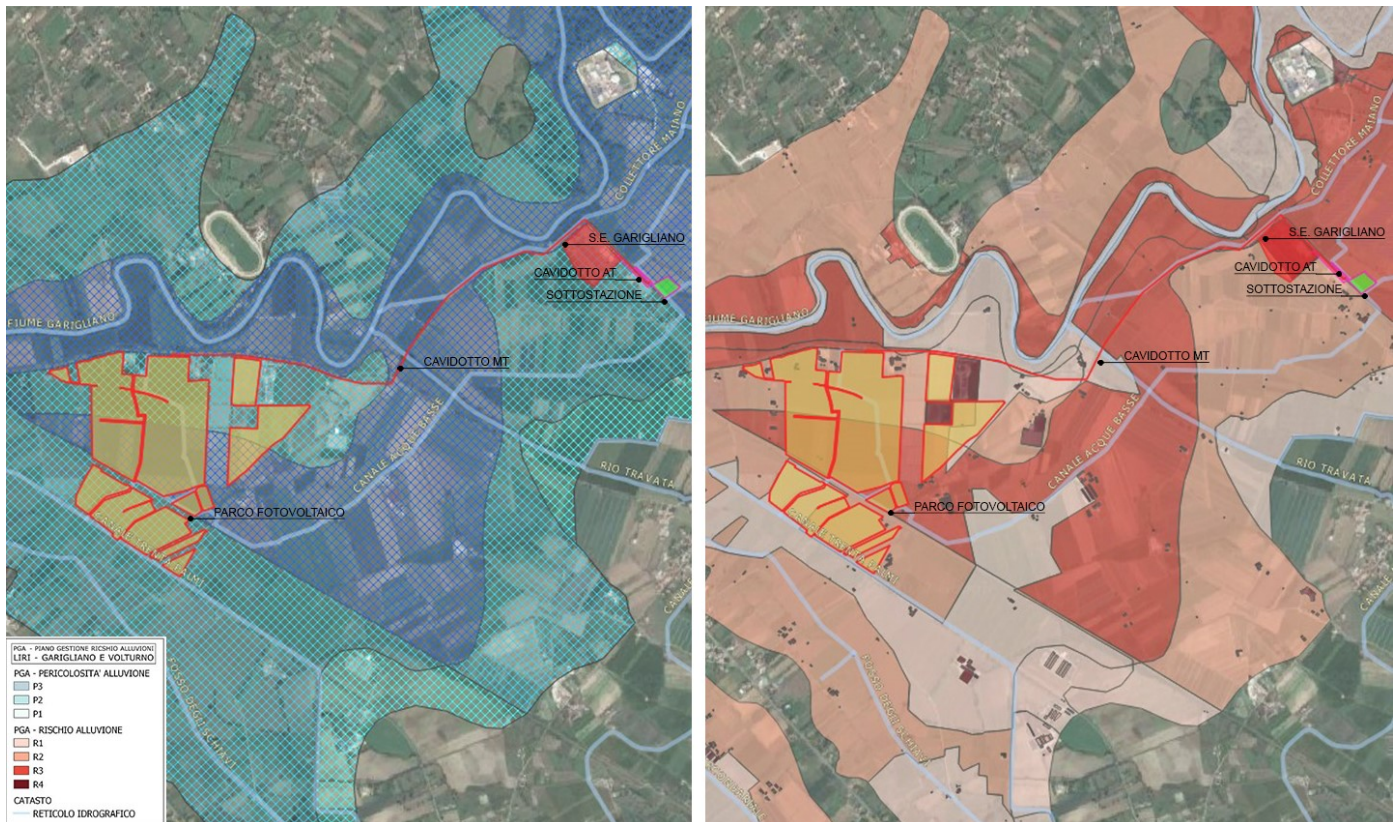 COLLETTORE MAIANO
S.E. GARIGLIANO
CAVIDOTTO AT
SOTTOSTAZIONE
FIUME GARIGLIANO
CAVIDOTTO MT
CANALE ACQUE BASSE
RIO TRAVATA
PARCO FOTOVOLTAICO
CANALE
FOSSO DEGLI SCHIAVI
PGA - PIANO GESTIONE RICSHIO ALLUVIONI
LIRI - GARIGLIANO E VOLTURNO
PGA - PERICOLOSITA' ALLUVIONE
P3
P2
P1
PGA - RISCHIO ALLUVIONE
R1
R2
R3
R4
CATASTO
RETICOLO IDROGRAFICO
COLLETTORE MAIANO
S.E. GARIGLIANO
CAVIDOTTO AT
SOTTOSTAZIONE
FIUME GARIGLIANO
CAVIDOTTO MT
CANALE ACQUE BASSE
RIO TRAVATA
PARCO FOTOVOLTAICO
TRENTA PALMI
FOSSO DEGLI SCHIAVI